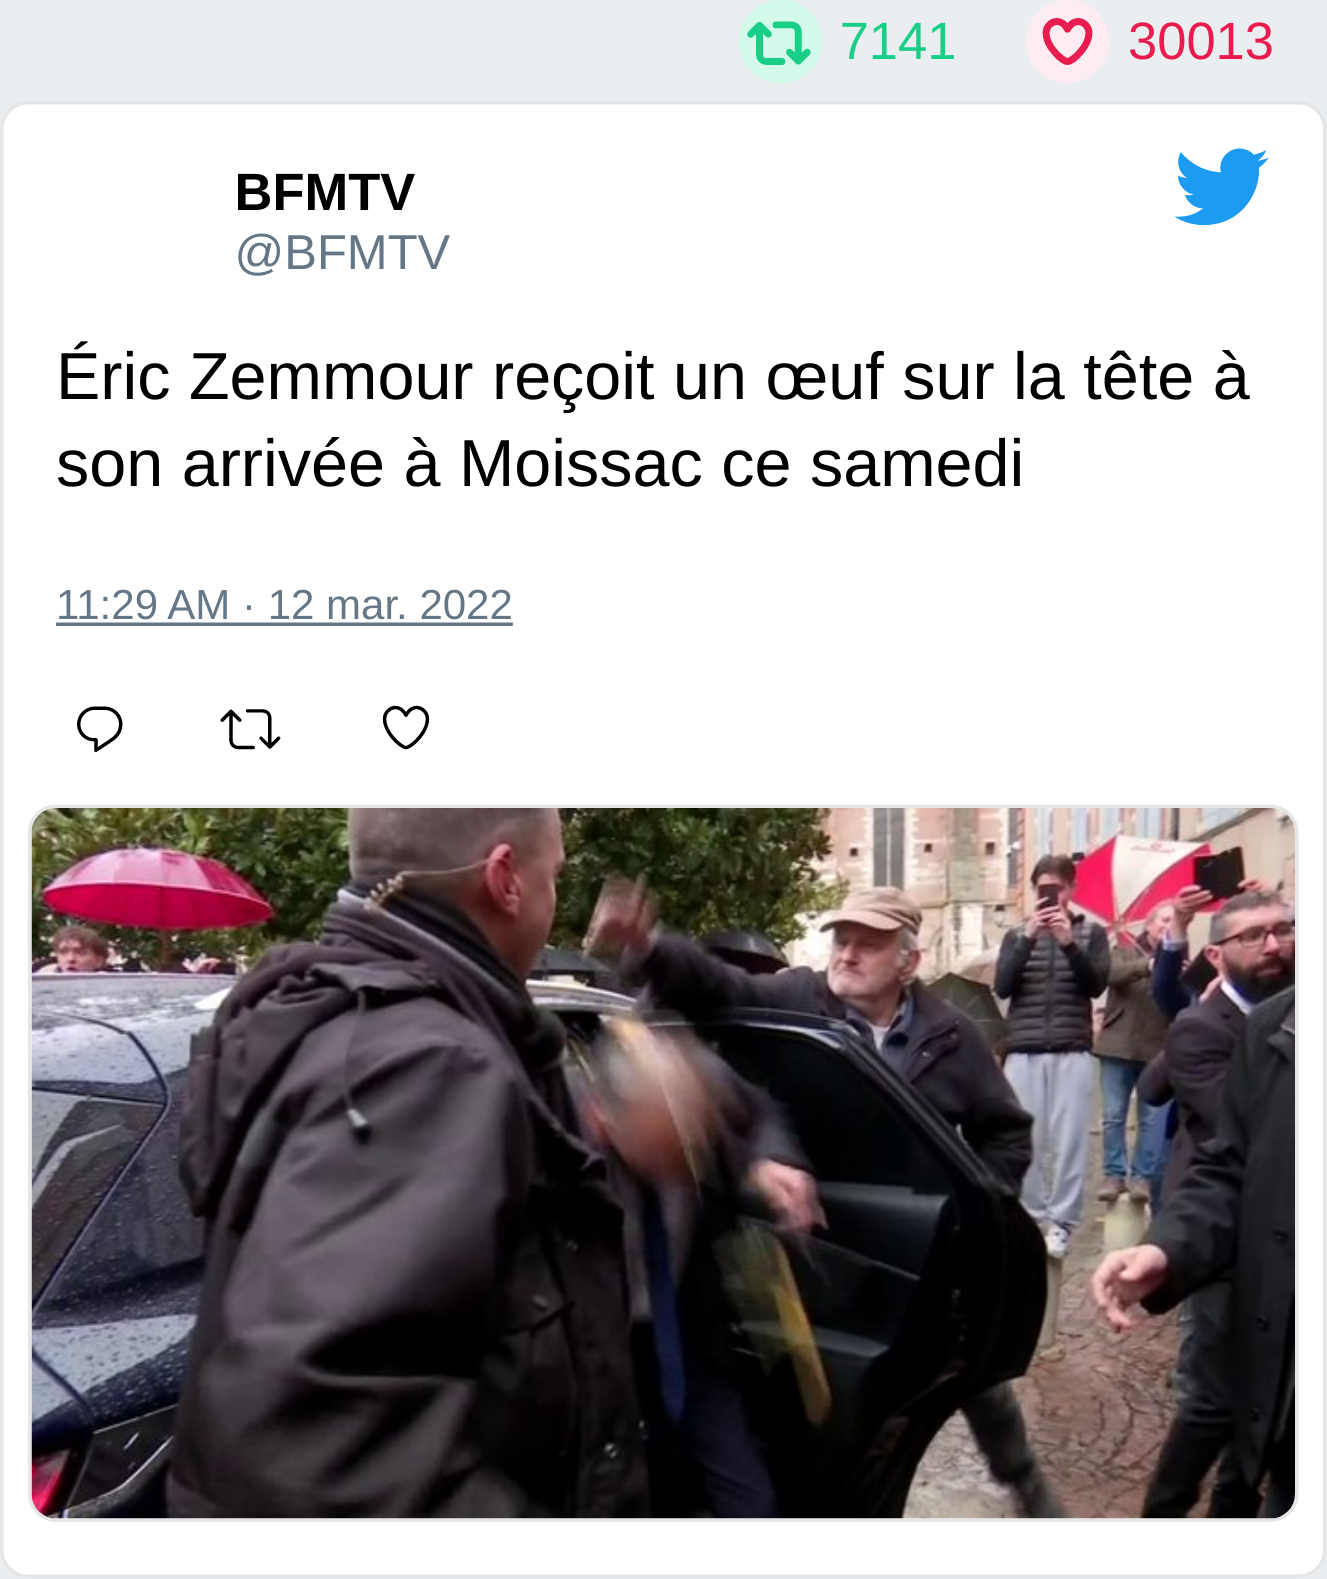 7141 30013
BFMTV
@BFMTV
Éric Zemmour reçoit un œuf sur la tête à
son arrivée à Moissac ce samedi
11:29 AM · 12 mar. 2022